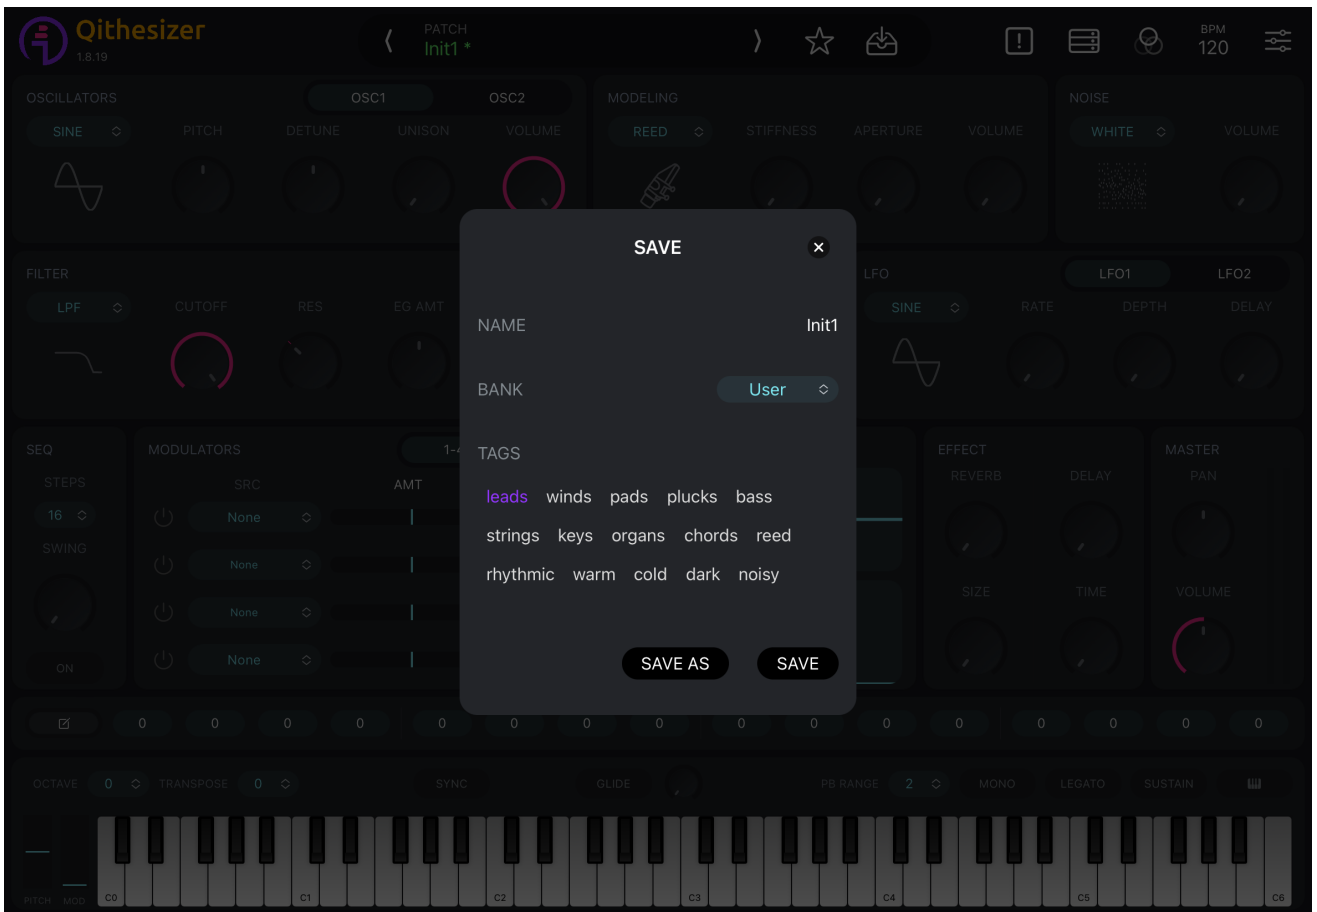 Qithesizer
1.8.19
PATCH
Init1 *
BPM
120
OSCILLATORS
OSC1 OSC2
SINE PITCH DETUNE UNISON VOLUME
MODELING
REED STIFFNESS APERTURE VOLUME
NOISE
WHITE VOLUME
FILTER
LPF CUTOFF RES EG AMT
LFO
LFO1 LFO2
SINE RATE DEPTH DELAY
SAVE
NAME Init1
BANK User
TAGS
leads winds pads plucks bass
strings keys organs chords reed
rhythmic warm cold dark noisy
SAVE AS SAVE
SEQ
STEPS
16
SWING
ON
MODULATORS
SRC AMT
None
None
None
None
EFFECT
REVERB DELAY
SIZE TIME
MASTER
PAN
VOLUME
0 0 0 0 0 0 0 0 0 0 0 0 0 0 0 0
OCTAVE 0 TRANSPOSE 0 SYNC GLIDE PB RANGE 2 MONO LEGATO SUSTAIN
PITCH MOD C0 C1 C2 C3 C4 C5 C6